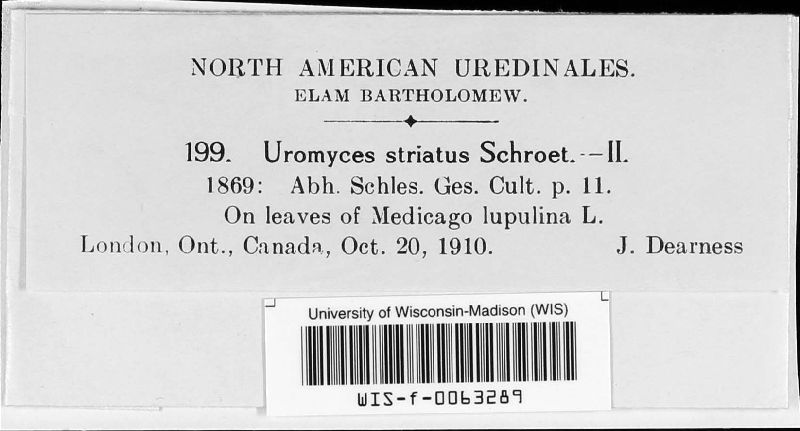 NORTH AMERICAN UREDINALES.
ELAM BARTHOLOMEW.
199. Uromyces striatus Schroet.—II.
1869: Abh. Schles. Ges. Cult. p. 11.
On leaves of Medicago lupulina L.
London, Ont., Canada, Oct. 20, 1910. J. Dearness
University of Wisconsin-Madison (WIS)
WIS-f-0063289